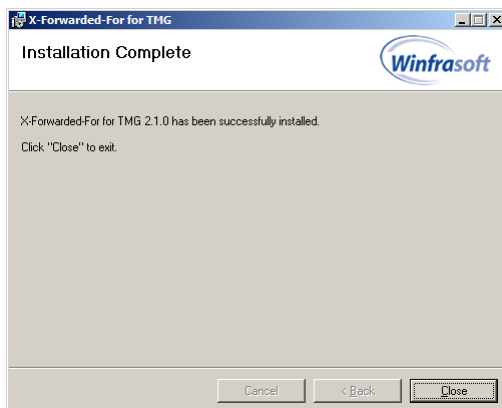 X-Forwarded-For for TMG
Installation Complete
Winfrasoft
X-Forwarded-For for TMG 2.1.0 has been successfully installed.
Click "Close" to exit.
Cancel
< Back
Close